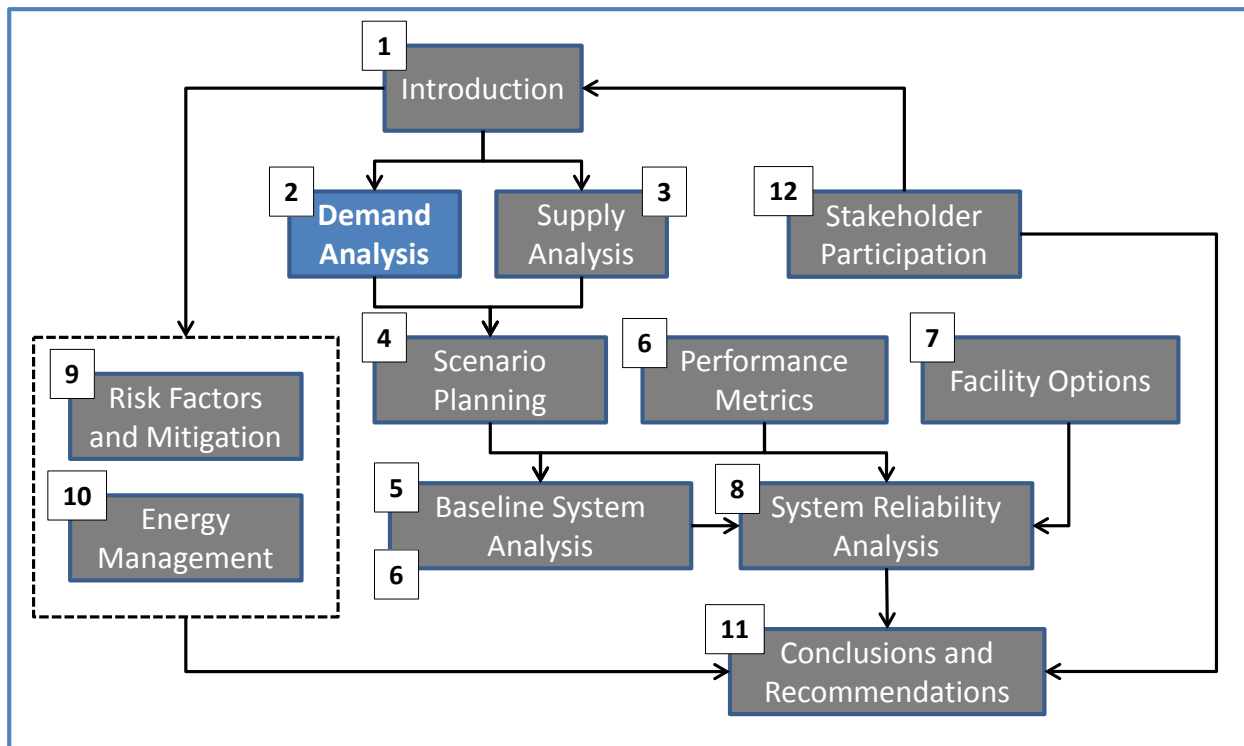 1
Introduction
2
Demand
Analysis
3
Supply
Analysis
12
Stakeholder
Participation
4
Scenario
Planning
6
Performance
Metrics
7
Facility Options
9
Risk Factors
and Mitigation
10
Energy
Management
5
Baseline System
Analysis
6
8
System Reliability
Analysis
11
Conclusions and
Recommendations